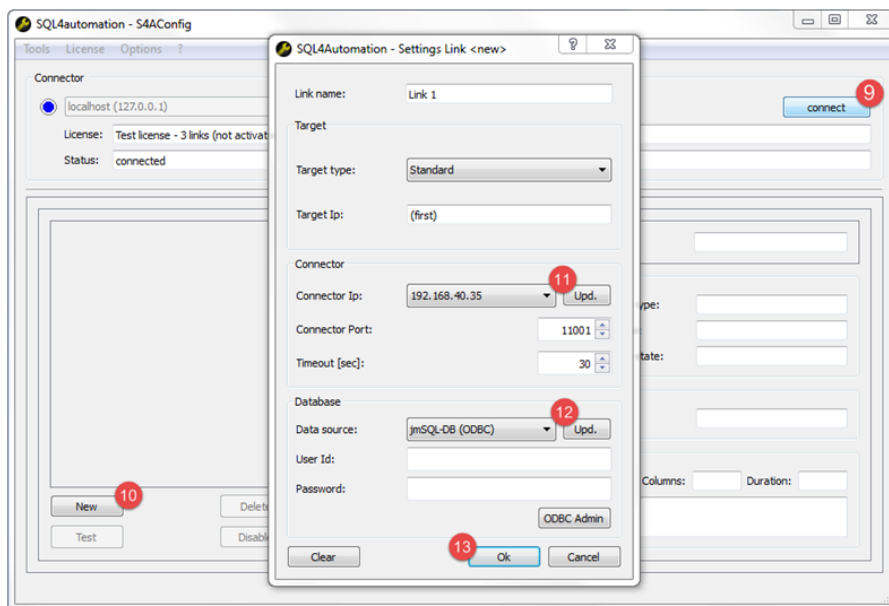 SQL4automation - S4AConfig
Tools License Options ?
Connector
localhost (127.0.0.1)
connect
9
License: Test license - 3 links (not activat
Status: connected
SQL4Automation - Settings Link <new>
?
Link name: Link 1
Target
Target type: Standard
Target Ip: (first)
Connector
11
Connector Ip: 192.168.40.35 Upd.
Connector Port: 11001
Timeout [sec]: 30
Database
12
Data source: jmSQL-DB (ODBC) Upd.
User Id:
Password:
ODBC Admin
13
Clear Ok Cancel
ype:
:
tate:
Columns: Duration:
10
New Delete
Test Disable